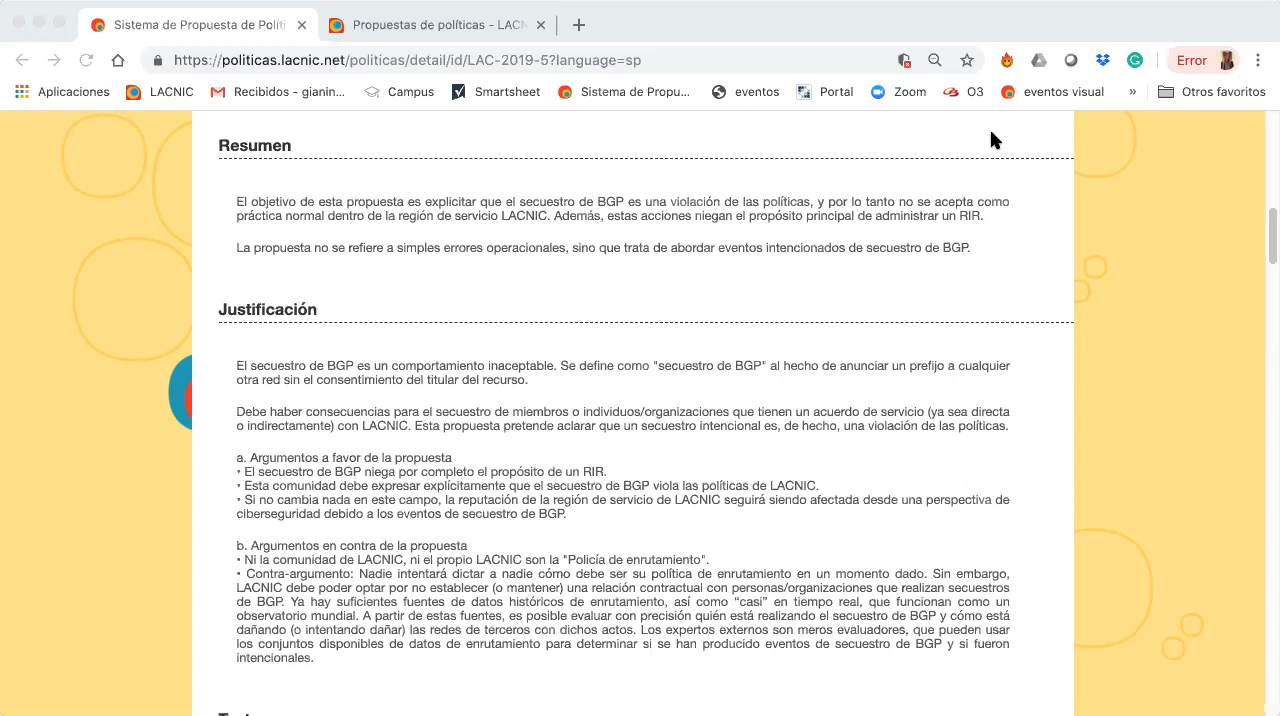 Sistema de Propuesta de Políti
Propuestas de políticas - LACN
https://politicas.lacnic.net/politicas/detail/id/LAC-2019-5?language=sp
Error
Aplicaciones
LACNIC
Recibidos - gianin...
Campus
Smartsheet
Sistema de Propu...
eventos
Portal
Zoom
O3
eventos visual
»
Otros favoritos
Resumen
El objetivo de esta propuesta es explicitar que el secuestro de BGP es una violación de las políticas, y por lo tanto no se acepta como
práctica normal dentro de la región de servicio LACNIC. Además, estas acciones niegan el propósito principal de administrar un RIR.
La propuesta no se refiere a simples errores operacionales, sino que trata de abordar eventos intencionados de secuestro de BGP.
Justificación
El secuestro de BGP es un comportamiento inaceptable. Se define como "secuestro de BGP" al hecho de anunciar un prefijo a cualquier
otra red sin el consentimiento del titular del recurso.
Debe haber consecuencias para el secuestro de miembros o individuos/organizaciones que tienen un acuerdo de servicio (ya sea directa
o indirectamente) con LACNIC. Esta propuesta pretende aclarar que un secuestro intencional es, de hecho, una violación de las políticas.
a. Argumentos a favor de la propuesta
• El secuestro de BGP niega por completo el propósito de un RIR.
• Esta comunidad debe expresar explícitamente que el secuestro de BGP viola las políticas de LACNIC.
• Si no cambia nada en este campo, la reputación de la región de servicio de LACNIC seguirá siendo afectada desde una perspectiva de
ciberseguridad debido a los eventos de secuestro de BGP.
b. Argumentos en contra de la propuesta
• Ni la comunidad de LACNIC, ni el propio LACNIC son la "Policía de enrutamiento".
• Contra-argumento: Nadie intentará dictar a nadie cómo debe ser su política de enrutamiento en un momento dado. Sin embargo,
LACNIC debe poder optar por no establecer (o mantener) una relación contractual con personas/organizaciones que realizan secuestros
de BGP. Ya hay suficientes fuentes de datos históricos de enrutamiento, así como “casi” en tiempo real, que funcionan como un
observatorio mundial. A partir de estas fuentes, es posible evaluar con precisión quién está realizando el secuestro de BGP y cómo está
dañando (o intentando dañar) las redes de terceros con dichos actos. Los expertos externos son meros evaluadores, que pueden usar
los conjuntos disponibles de datos de enrutamiento para determinar si se han producido eventos de secuestro de BGP y si fueron
intencionales.